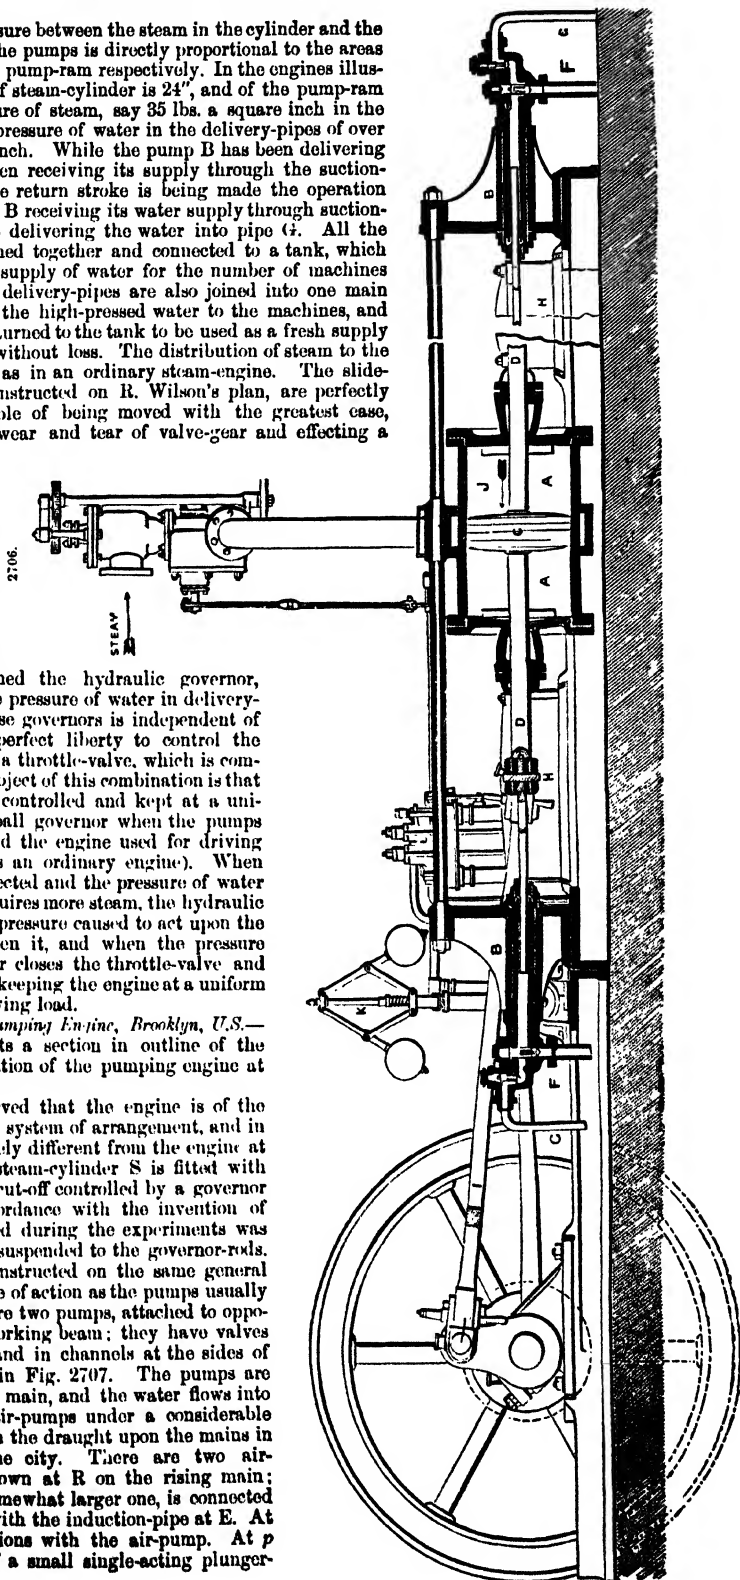 sure between the steam in the cylinder and the
he pumps is directly proportional to the areas
pump-ram respectively. In the engines illus-
of steam-cylinder is 24", and of the pump-ram
re of steam, say 35 lbs. a square inch in the
pressure of water in the delivery-pipes of over
nch. While the pump B has been delivering
en receiving its supply through the suction-
e return stroke is being made the operation
B receiving its water supply through suction-
delivering the water into pipe G. All the
ned together and connected to a tank, which
supply of water for the number of machines
delivery-pipes are also joined into one main
the high-pressed water to the machines, and
urned to the tank to be used as a fresh supply
without loss. The distribution of steam to the
as in an ordinary steam-engine. The slide-
nstructed on R. Wilson's plan, are perfectly
ble of being moved with the greatest ease,
wear and tear of valve-gear and effecting a
2706.
STEAM
G
F
B
H
D
J
A
C
A
D
H
B
K
F
G
I
ned the hydraulic governor,
e pressure of water in delivery-
se governors is independent of
perfect liberty to control the
a throttle-valve, which is com-
bject of this combination is that
controlled and kept at a uni-
ball governor when the pumps
d the engine used for driving
s an ordinary engine). When
ected and the pressure of water
uires more steam, the hydraulic
pressure caused to act upon the
en it, and when the pressure
r closes the throttle-valve and
keeping the engine at a uniform
ying load.
umping Engine, Brooklyn, U.S.—
ts a section in outline of the
tion of the pumping engine at
ved that the engine is of the
system of arrangement, and in
ly different from the engine at
steam-cylinder S is fitted with
cut-off controlled by a governor
ordance with the invention of
d during the experiments was
suspended to the governor-rods.
nstructed on the same general
e of action as the pumps usually
re two pumps, attached to oppo-
orking beam; they have valves
and in channels at the sides of
in Fig. 2707. The pumps are
main, and the water flows into
air-pumps under a considerable
n the draught upon the mains in
he city. There are two air-
own at R on the rising main;
mewhat larger one, is connected
with the induction-pipe at E. At
ions with the air-pump. At p
a small single-acting plunger-